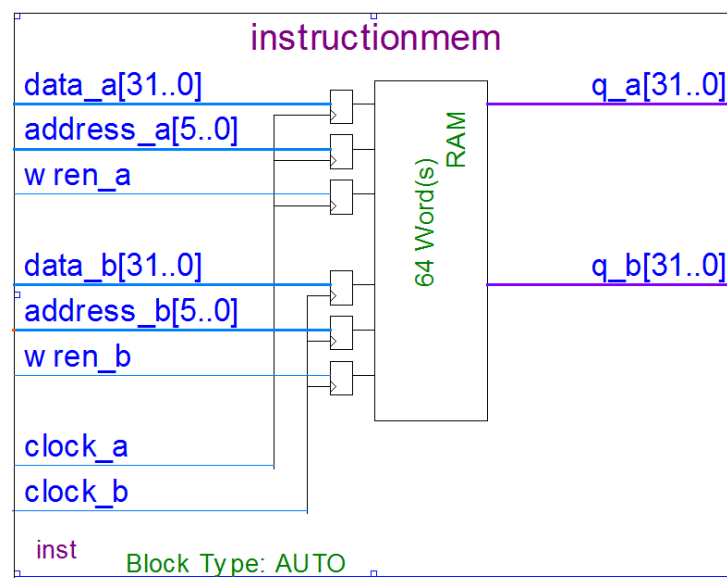 instructionmem
data_a[31..0]
q_a[31..0]
address_a[5..0]
w ren_a
64 Word(s)
RAM
data_b[31..0]
q_b[31..0]
address_b[5..0]
w ren_b
clock_a
clock_b
inst
Block Type: AUTO